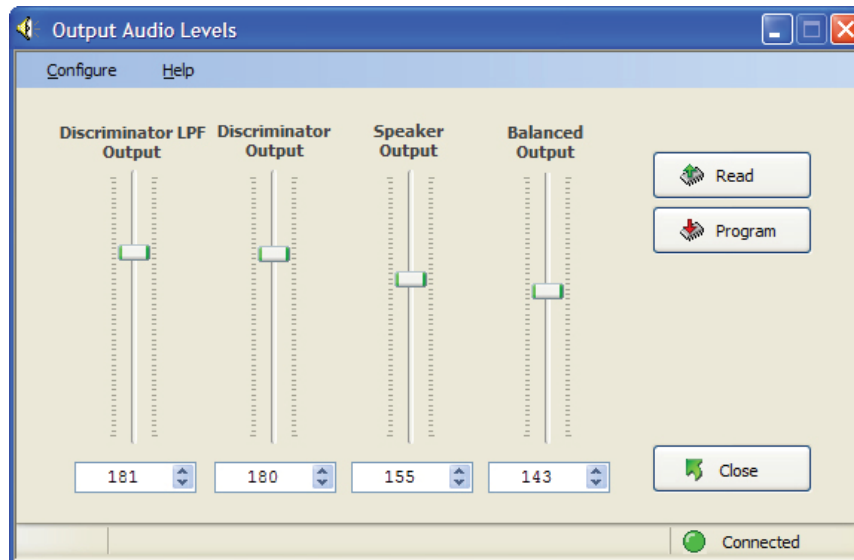 Output Audio Levels
Configure Help
Discriminator LPF Output
Discriminator Output
Speaker Output
Balanced Output
181
180
155
143
Read
Program
Close
Connected